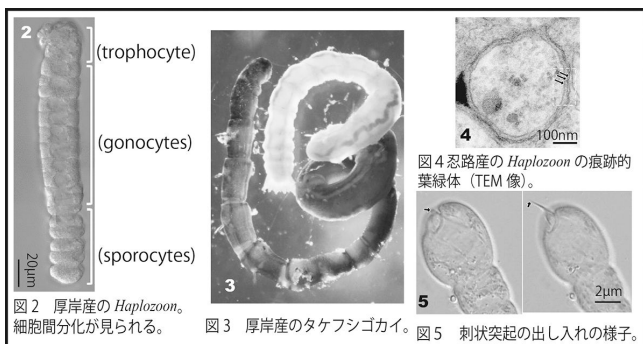 2
(trophocyte)
(gonocytes)
(sporocytes)
20μm
図2 厚岸産の Haplozoon。
細胞間分化が見られる。
3
図3 厚岸産のタケフシゴカイ。
4
100nm
図4忍路産の Haplozoon の痕跡的
葉緑体（TEM 像）。
5
2μm
図5 刺状突起の出し入れの様子。